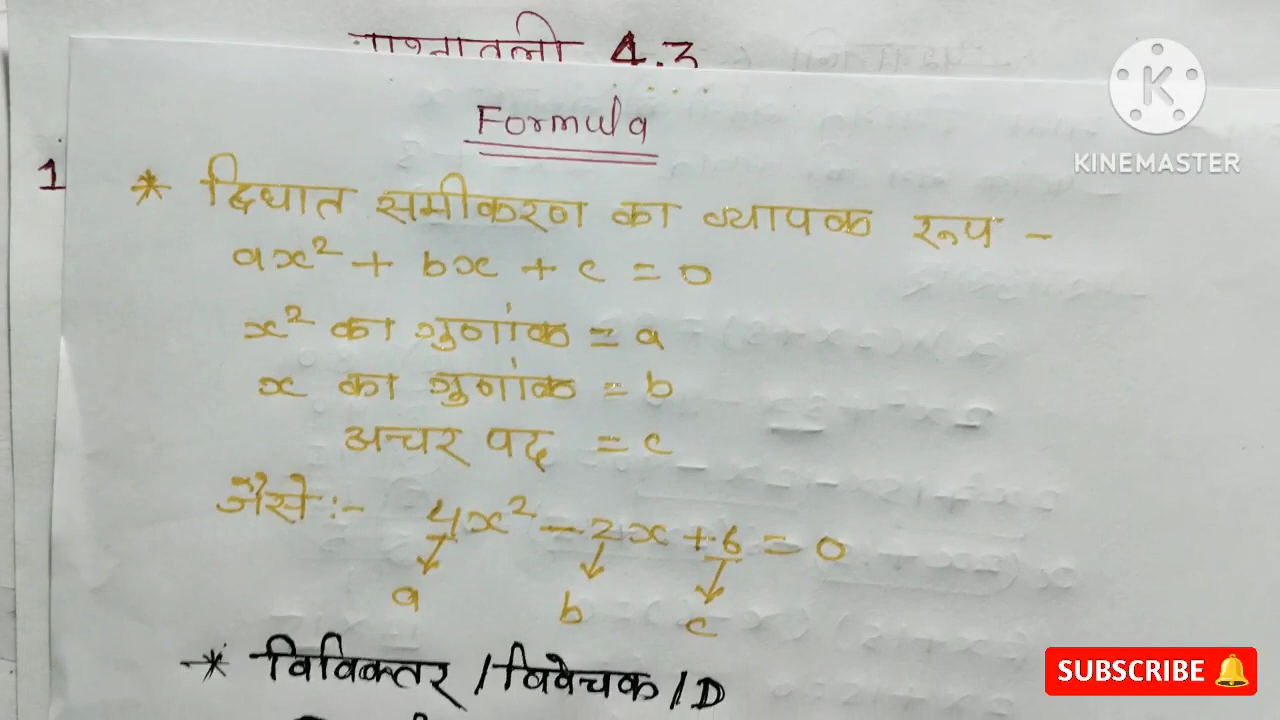 4.3
Formula
1
* द्विघात समीकरण का व्यापक रूप -
ax² + bx + c = 0
x² का गुणांक = a
x का गुणांक = b
अचर पद = c
जैसे :- 4x² - 2x + 6 = 0
a b c
* विविक्तर / विवेचक / D
KINEMASTER
SUBSCRIBE